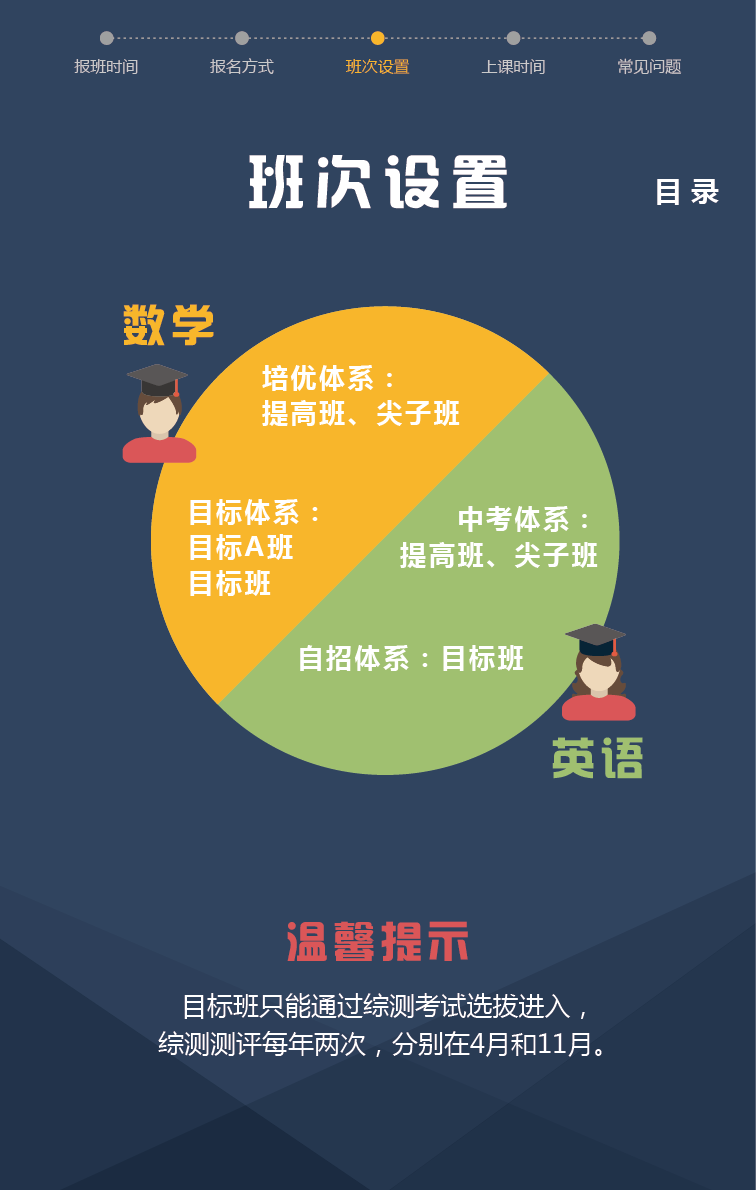 报班时间
报名方式
班次设置
上课时间
常见问题
班次设置
目录
数学
培优体系：
提高班、尖子班
目标体系：
目标A班
目标班
中考体系：
提高班、尖子班
自招体系：目标班
英语
温馨提示
目标班只能通过综测考试选拔进入，
综测测评每年两次，分别在4月和11月。